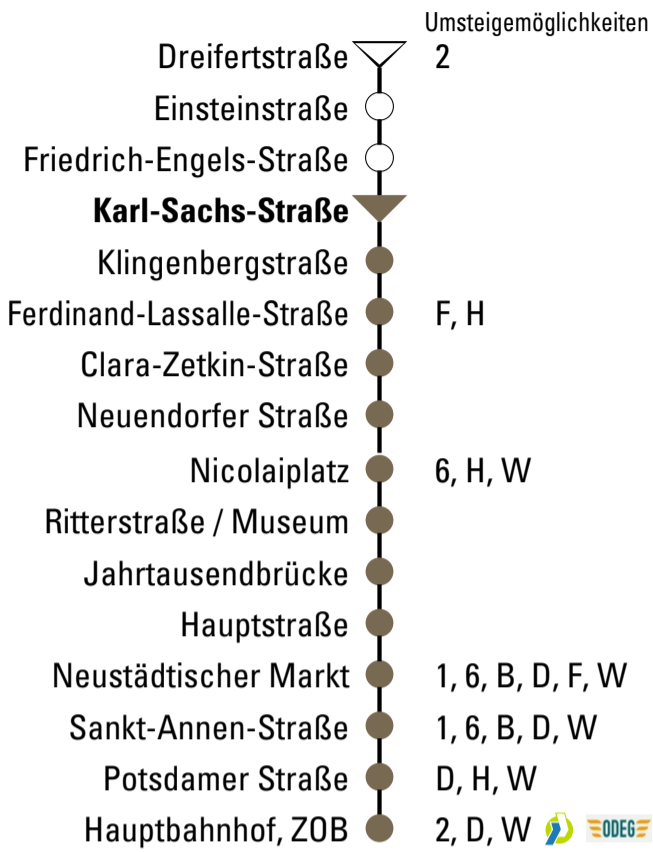 Umsteigemöglichkeiten
Dreifertstraße 2
Einsteinstraße
Friedrich-Engels-Straße
Karl-Sachs-Straße
Klingenbergstraße
Ferdinand-Lassalle-Straße F, H
Clara-Zetkin-Straße
Neuendorfer Straße
Nicolaiplatz 6, H, W
Ritterstraße / Museum
Jahrtausendbrücke
Hauptstraße
Neustädtischer Markt 1, 6, B, D, F, W
Sankt-Annen-Straße 1, 6, B, D, W
Potsdamer Straße D, H, W
Hauptbahnhof, ZOB 2, D, W ODEG